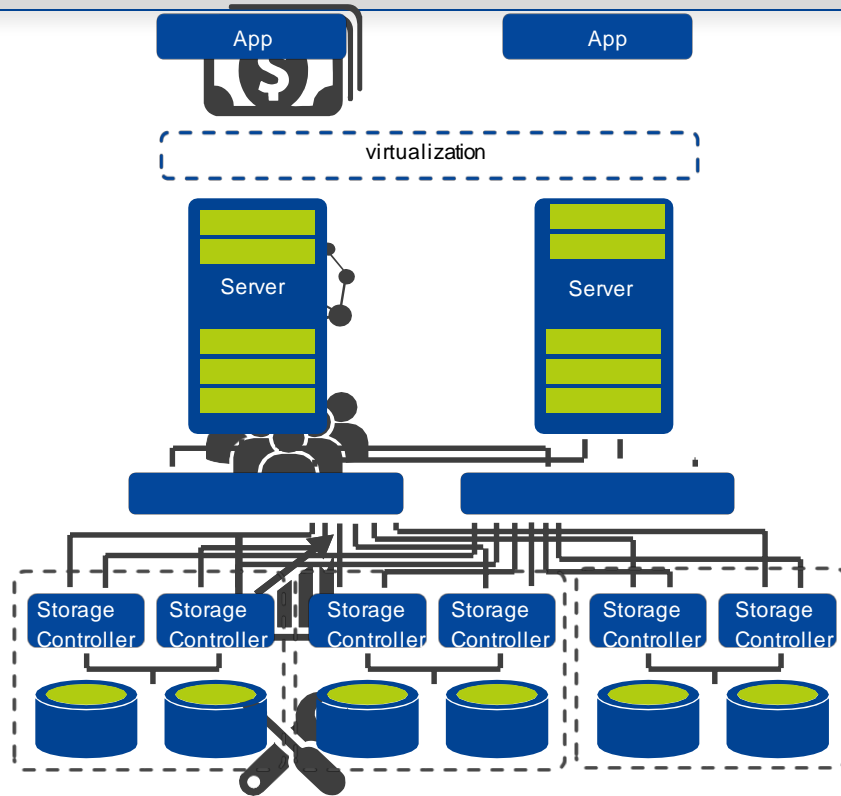 App App
virtualization
Server Server
Storage Storage Storage Storage Storage Storage
Controller Controller Controller Controller Controller Controller